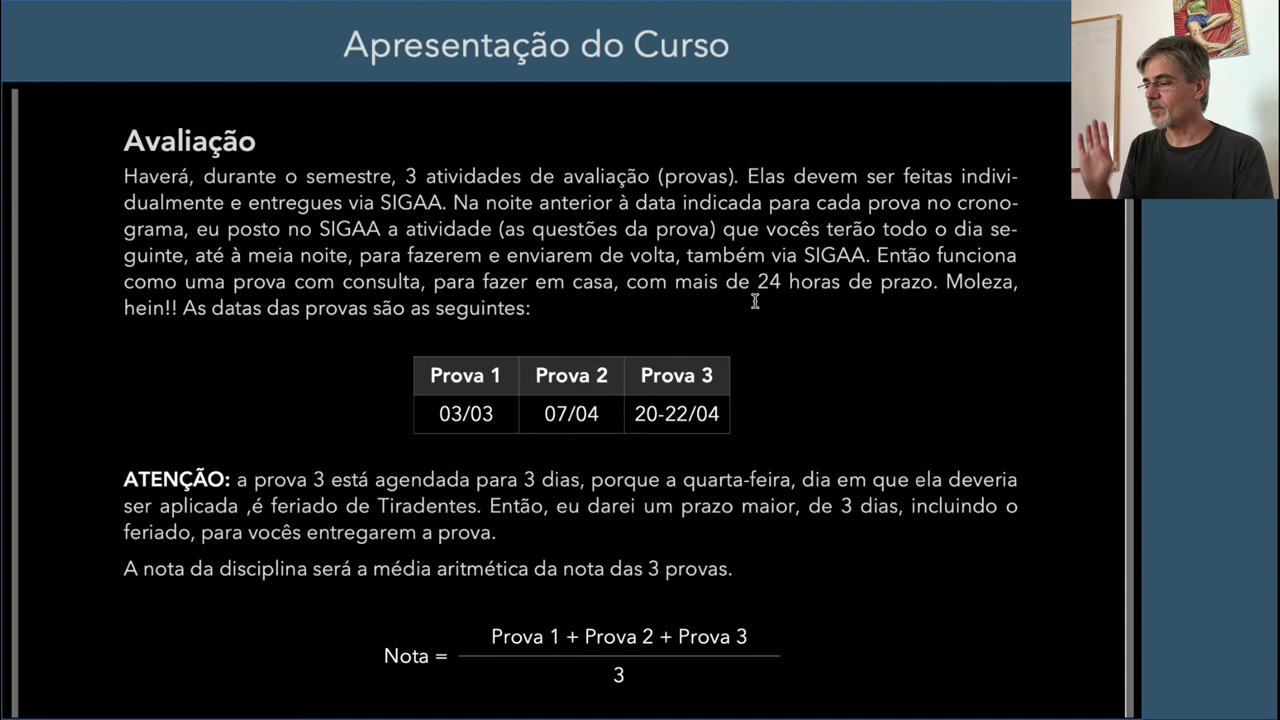 Apresentação do Curso
Avaliação
Haverá, durante o semestre, 3 atividades de avaliação (provas). Elas devem ser feitas indivi-
dualmente e entregues via SIGAA. Na noite anterior à data indicada para cada prova no crono-
grama, eu posto no SIGAA a atividade (as questões da prova) que vocês terão todo o dia se-
guinte, até à meia noite, para fazerem e enviarem de volta, também via SIGAA. Então funciona
como uma prova com consulta, para fazer em casa, com mais de 24 horas de prazo. Moleza,
hein!! As datas das provas são as seguintes:
Prova 1 Prova 2 Prova 3
03/03 07/04 20-22/04
ATENÇÃO: a prova 3 está agendada para 3 dias, porque a quarta-feira, dia em que ela deveria
ser aplicada ,é feriado de Tiradentes. Então, eu darei um prazo maior, de 3 dias, incluindo o
feriado, para vocês entregarem a prova.
A nota da disciplina será a média aritmética da nota das 3 provas.
Prova 1 + Prova 2 + Prova 3
Nota =
3